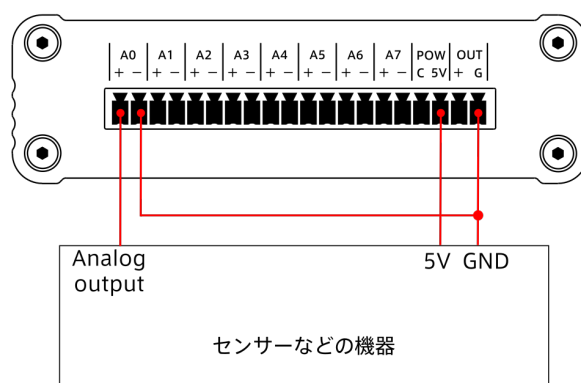 A0 A1 A2 A3 A4 A5 A6 A7 POW OUT
+ − + − + − + − + − + − + − + − C 5V + G
Analog output
5V GND
センサーなどの機器